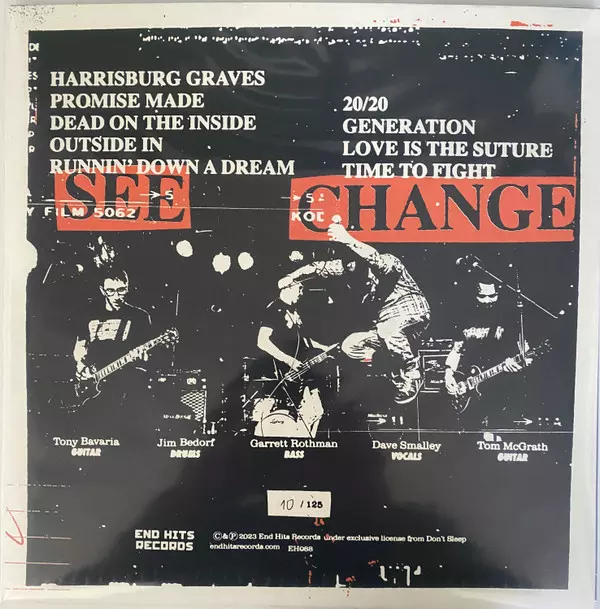 HARRISBURG GRAVES
PROMISE MADE
DEAD ON THE INSIDE
OUTSIDE IN
RUNNIN' DOWN A DREAM
20/20
GENERATION
LOVE IS THE SUTURE
TIME TO FIGHT
SEE CHANGE
→5
→5
Y FILM 5062
KOD
Tony Bavaria
GUITAR
Jim Bedorf
DRUMS
Garrett Rothman
BASS
Dave Smalley
VOCALS
Tom McGrath
GUITAR
10 / 125
END HITS
RECORDS
©&℗ 2023 End Hits Records under exclusive license from Don't Sleep
endhitsrecords.com EH088